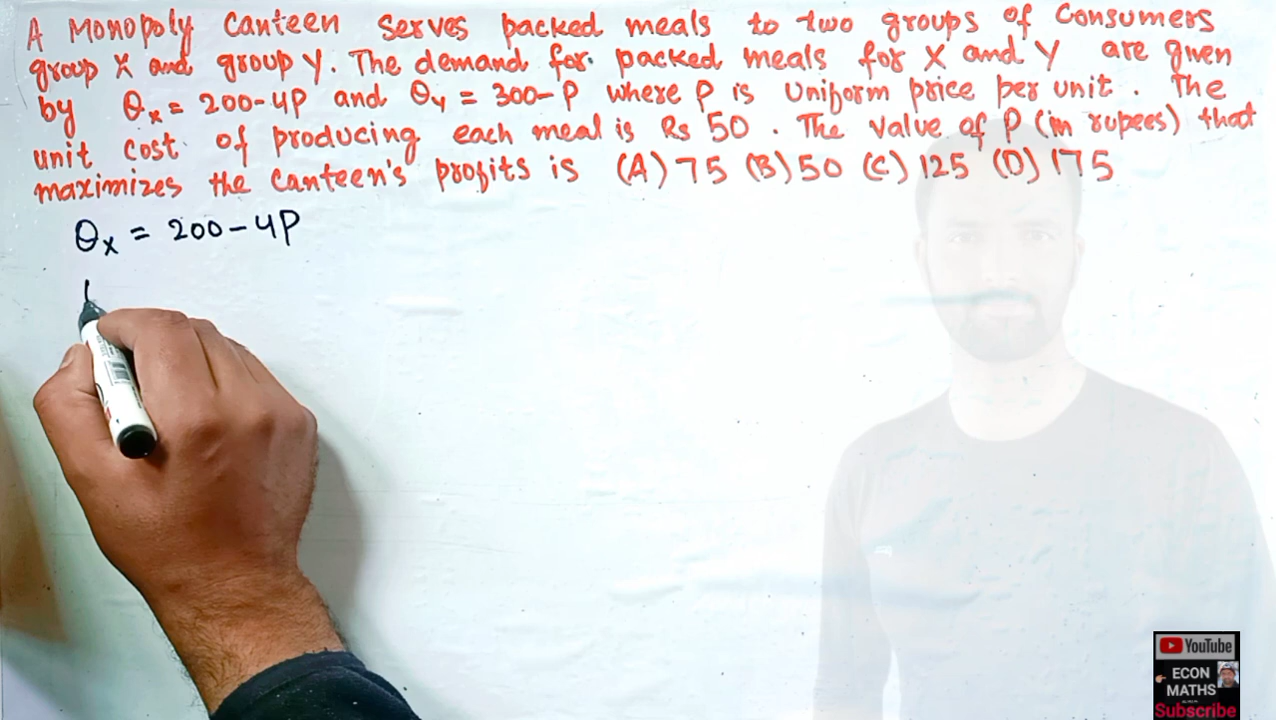 A Monopoly Canteen serves packed meals to two groups of Consumers
group X and group Y. The demand for packed meals for X and Y are given
by Qx = 200-4P and Qy = 300-P where P is Uniform price per unit. The
unit cost of producing each meal is Rs 50. The value of P (in rupees) that
maximizes the canteen's profits is (A) 75 (B) 50 (C) 125 (D) 175
Qx = 200-4P
YouTube
ECON
MATHS
Subscribe